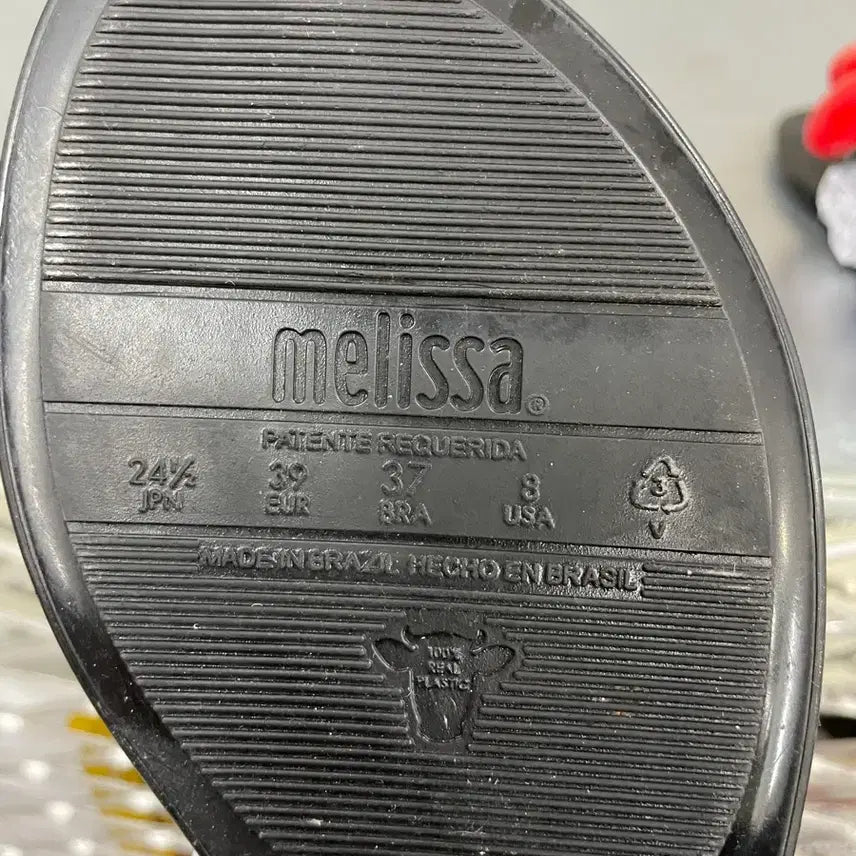 melissa®
PATENTE REQUERIDA
24½ 39 37 8 3
JPN EUR BRA USA V
MADE IN BRAZIL HECHO EN BRASIL
100%
REAL
PLASTIC